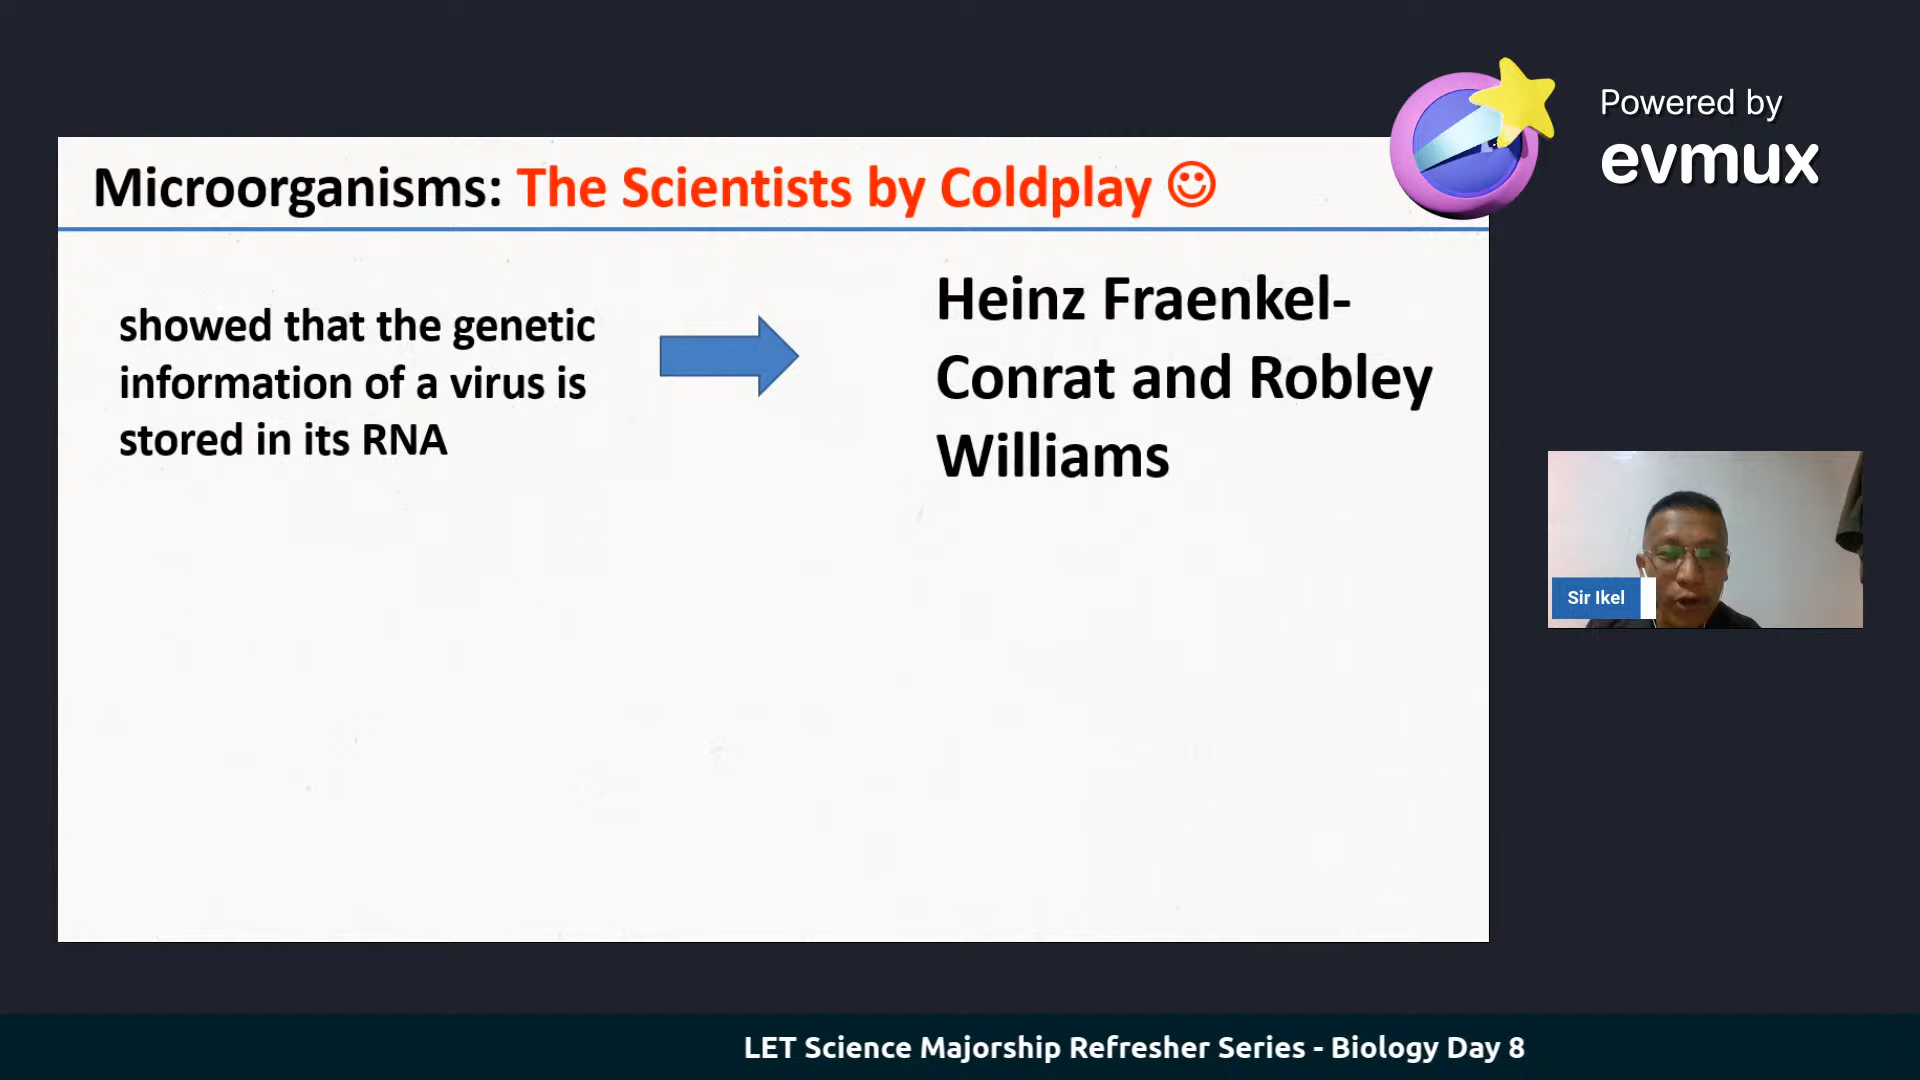 Powered by
evmux
Microorganisms: The Scientists by Coldplay ☺
showed that the genetic
information of a virus is
stored in its RNA
Heinz Fraenkel-
Conrat and Robley
Williams
Sir Ikel
LET Science Majorship Refresher Series - Biology Day 8